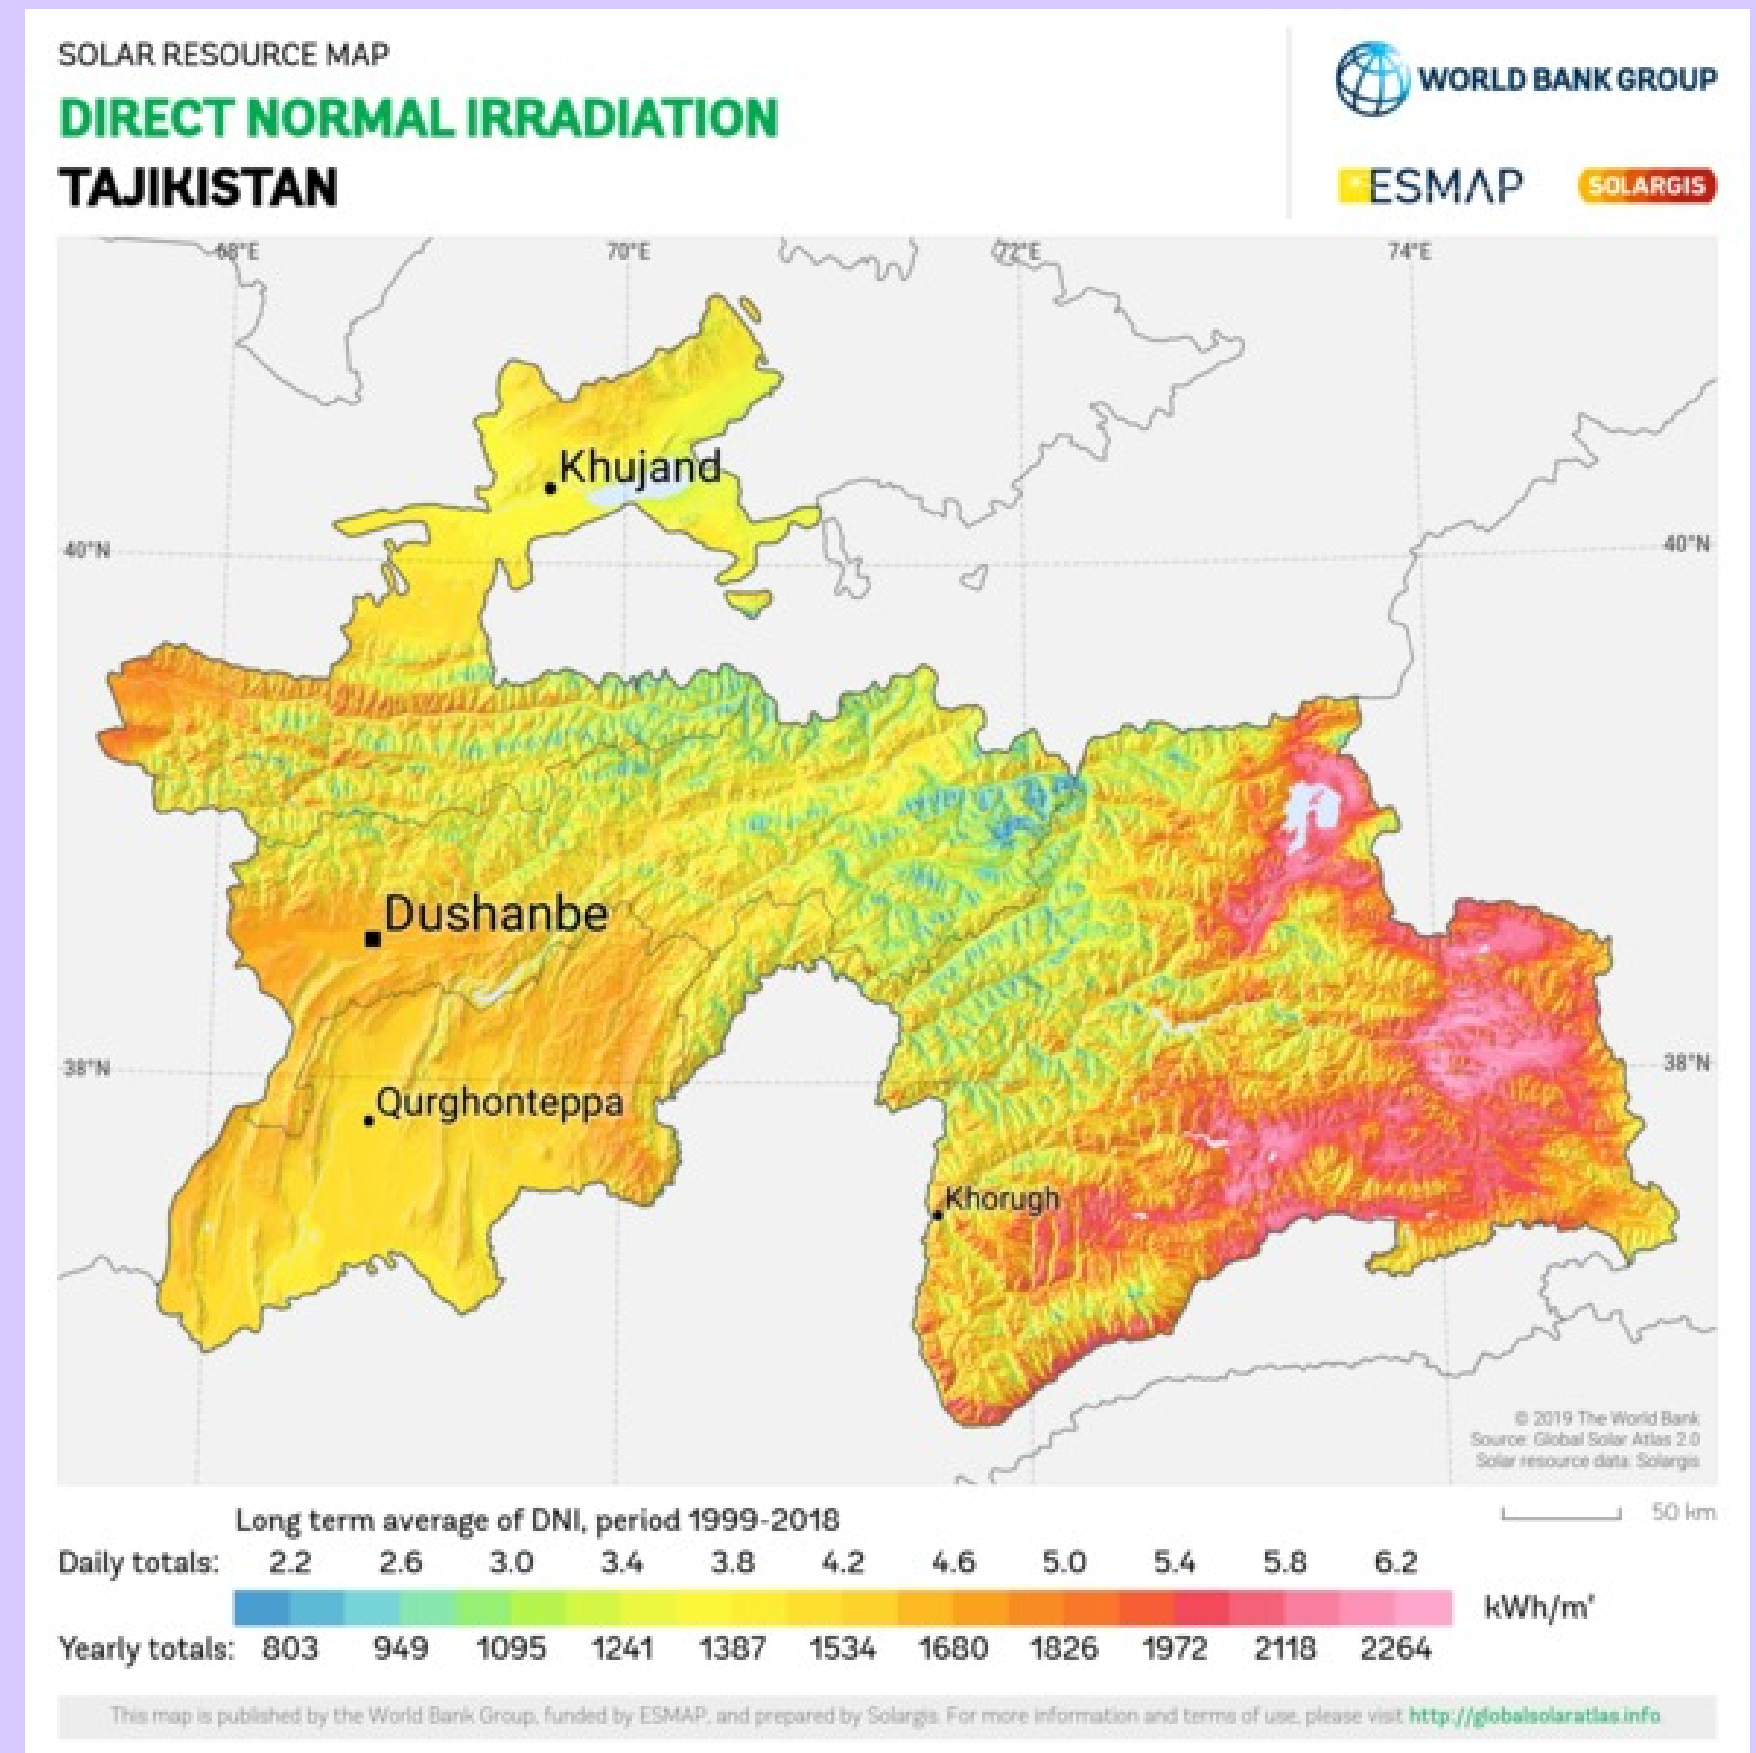 SOLAR RESOURCE MAP
DIRECT NORMAL IRRADIATION
TAJIKISTAN
WORLD BANK GROUP
ESMAP
SOLARGIS
68°E 70°E 72°E 74°E
Khujand
40°N 40°N
Dushanbe
38°N 38°N
Qurghonteppa
Khorugh
© 2019 The World Bank
Source: Global Solar Atlas 2.0
Solar resource data: Solargis
50 km
Long term average of DNI, period 1999-2018
Daily totals: 2.2 2.6 3.0 3.4 3.8 4.2 4.6 5.0 5.4 5.8 6.2
kWh/m²
Yearly totals: 803 949 1095 1241 1387 1534 1680 1826 1972 2118 2264
This map is published by the World Bank Group, funded by ESMAP, and prepared by Solargis. For more information and terms of use, please visit http://globalsolaratlas.info